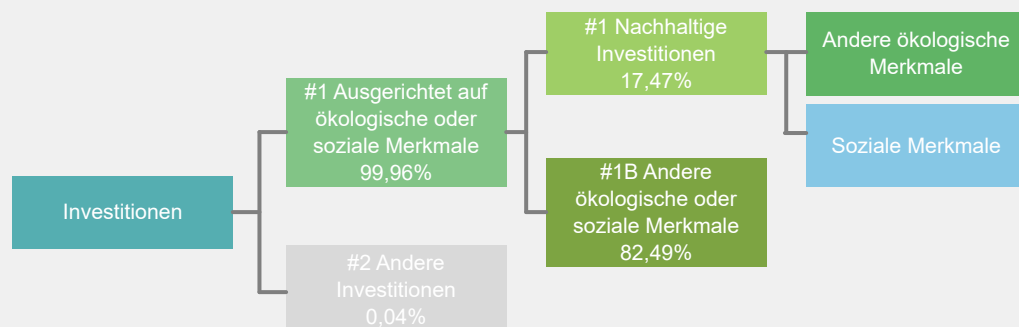 Investitionen
#1 Ausgerichtet auf
ökologische oder
soziale Merkmale
99,96%
#2 Andere
Investitionen
0,04%
#1 Nachhaltige
Investitionen
17,47%
#1B Andere
ökologische oder
soziale Merkmale
82,49%
Andere ökologische
Merkmale
Soziale Merkmale